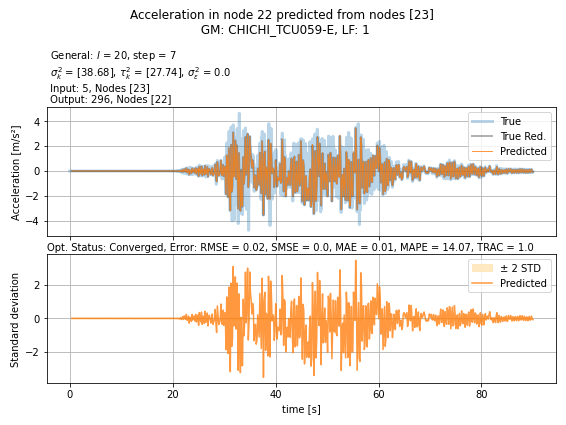 Acceleration in node 22 predicted from nodes [23]
GM: CHICHI_TCU059-E, LF: 1
General: l = 20, step = 7
σ²ₖ = [38.68], τ²ₖ = [27.74], σ²ε = 0.0
Input: 5, Nodes [23]
Output: 296, Nodes [22]
Acceleration [m/s²]
4
2
0
−2
−4
True
True Red.
Predicted
Opt. Status: Converged, Error: RMSE = 0.02, SMSE = 0.0, MAE = 0.01, MAPE = 14.07, TRAC = 1.0
Standard deviation
2
0
−2
± 2 STD
Predicted
0 20 40 60 80
time [s]